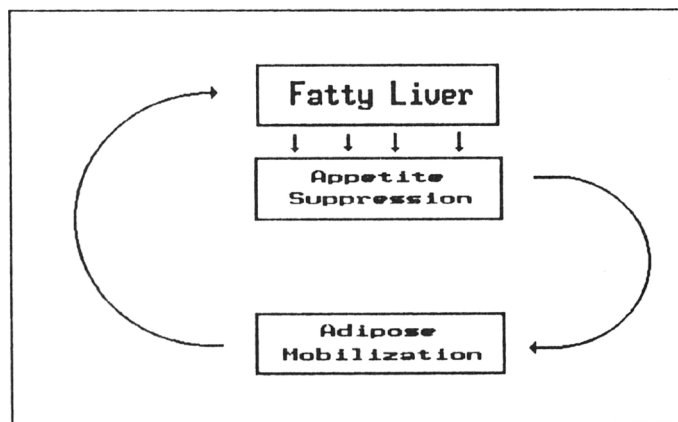 Fatty Liver
Appetite
Suppression
Adipose
Mobilization